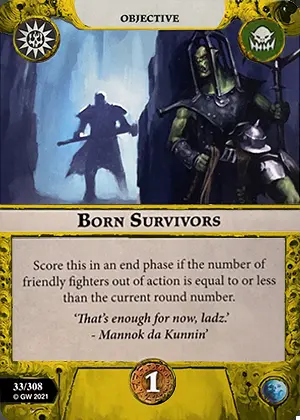 OBJECTIVE
BORN SURVIVORS
Score this in an end phase if the number of
friendly fighters out of action is equal to or less
than the current round number.
‘That’s enough for now, ladz.’
- Mannok da Kunnin’
33/308
© GW 2021
1